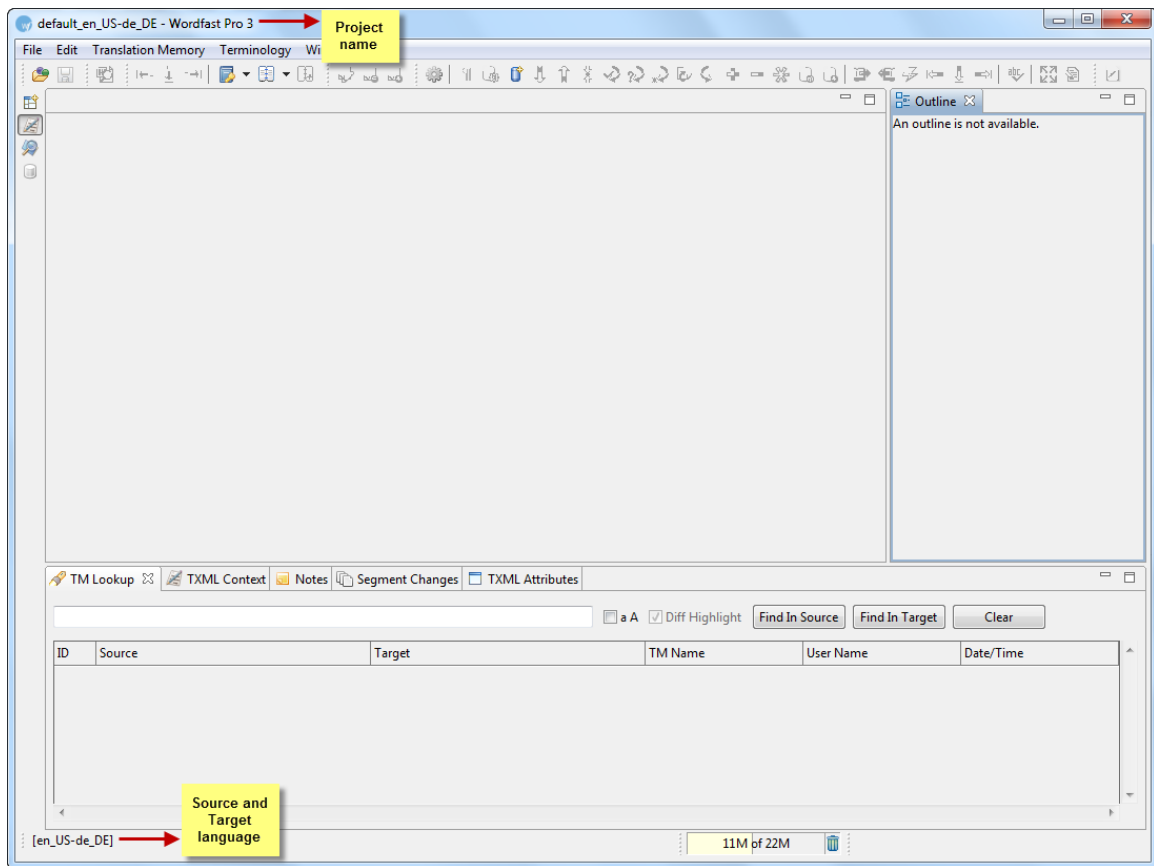 default_en_US-de_DE - Wordfast Pro 3
Project
name
File Edit Translation Memory Terminology Wi
Outline
An outline is not available.
TM Lookup TXML Context Notes Segment Changes TXML Attributes
a A Diff Highlight Find In Source Find In Target Clear
ID Source Target TM Name User Name Date/Time
Source and
Target
language
[en_US-de_DE]
11M of 22M